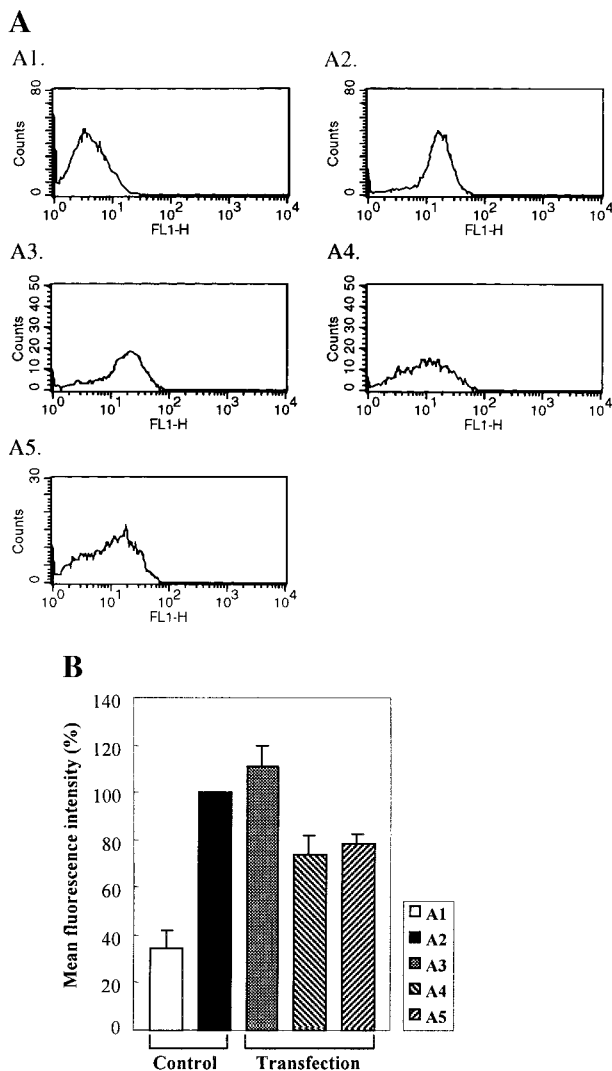 A
A1.
A2.
80
Counts
0
10^0 10^1 10^2 10^3 10^4
FL1-H
80
Counts
0
10^0 10^1 10^2 10^3 10^4
FL1-H
A3.
A4.
50
40
30
20
10
0
Counts
10^0 10^1 10^2 10^3 10^4
FL1-H
50
40
30
20
10
0
Counts
10^0 10^1 10^2 10^3 10^4
FL1-H
A5.
30
Counts
0
10^0 10^1 10^2 10^3 10^4
FL1-H
B
Mean fluorescence intensity (%)
140
120
100
80
60
40
20
0
Control
Transfection
A1
A2
A3
A4
A5